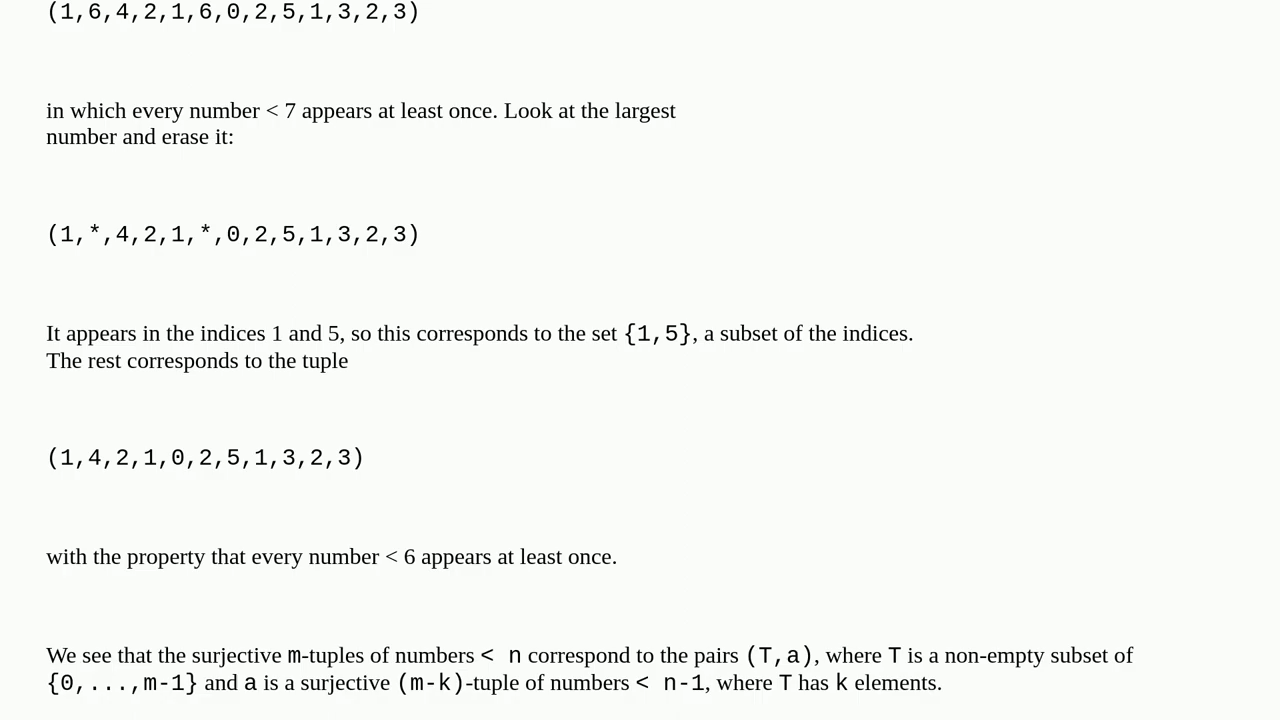 (1,6,4,2,1,6,0,2,5,1,3,2,3)
in which every number < 7 appears at least once. Look at the largest
number and erase it:
(1,*,4,2,1,*,0,2,5,1,3,2,3)
It appears in the indices 1 and 5, so this corresponds to the set {1,5}, a subset of the indices.
The rest corresponds to the tuple
(1,4,2,1,0,2,5,1,3,2,3)
with the property that every number < 6 appears at least once.
We see that the surjective m-tuples of numbers < n correspond to the pairs (T,a), where T is a non-empty subset of
{0,...,m-1} and a is a surjective (m-k)-tuple of numbers < n-1, where T has k elements.